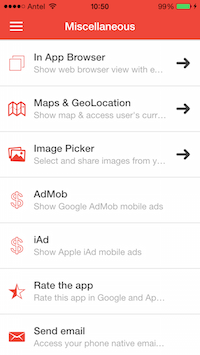 Antel 10:50 99%
Miscellaneous
In App Browser
Show web browser view with e...
Maps & GeoLocation
Show map & access user's curr...
Image Picker
Select and share images from y...
AdMob
Show Google AdMob mobile ads
iAd
Show Apple iAd mobile ads
Rate the app
Rate this app in Google and Ap...
Send email
Access your phone native emai...